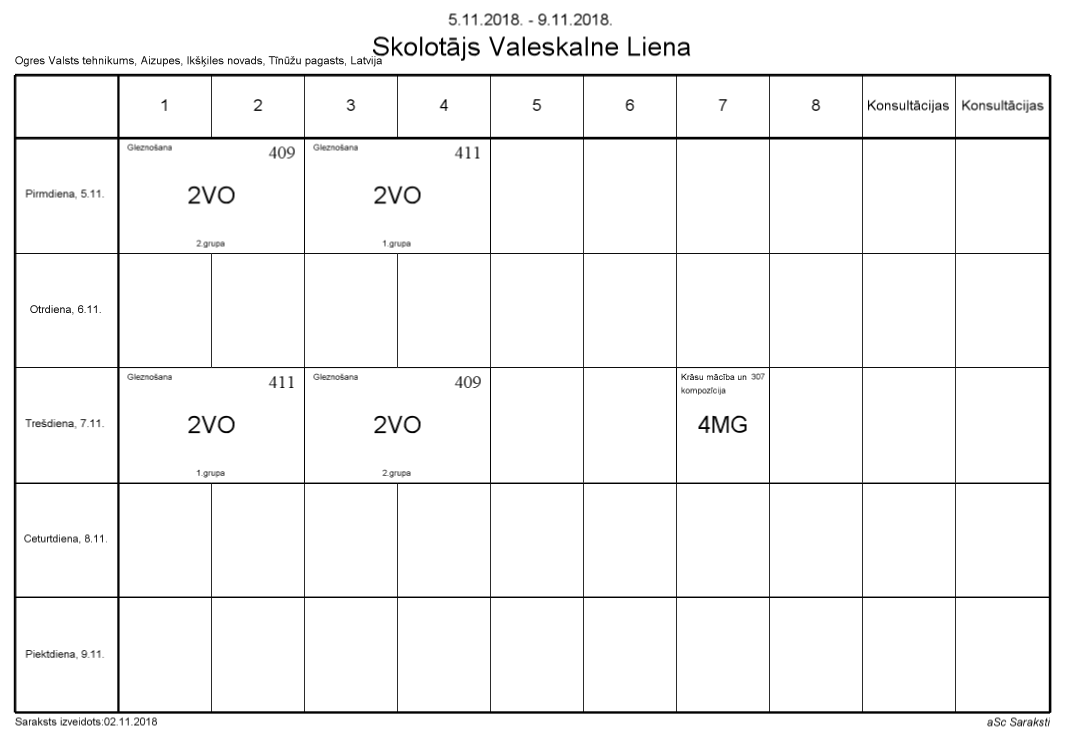 5.11.2018. - 9.11.2018.
Skolotājs Valeskalne Liena
Ogres Valsts tehnikums, Aizupes, Ikšķiles novads, Tīnūžu pagasts, Latvija
1 2 3 4 5 6 7 8 Konsultācijas Konsultācijas
Gleznošana 409 Gleznošana 411
Pirmdiena, 5.11. 2VO 2VO
2.grupa 1.grupa
Otrdiena, 6.11.
Gleznošana 411 Gleznošana 409 Krāsu mācība un 307
kompozīcija
Trešdiena, 7.11. 2VO 2VO 4MG
1.grupa 2.grupa
Ceturtdiena, 8.11.
Piektdiena, 9.11.
Saraksts izveidots:02.11.2018 aSc Saraksti